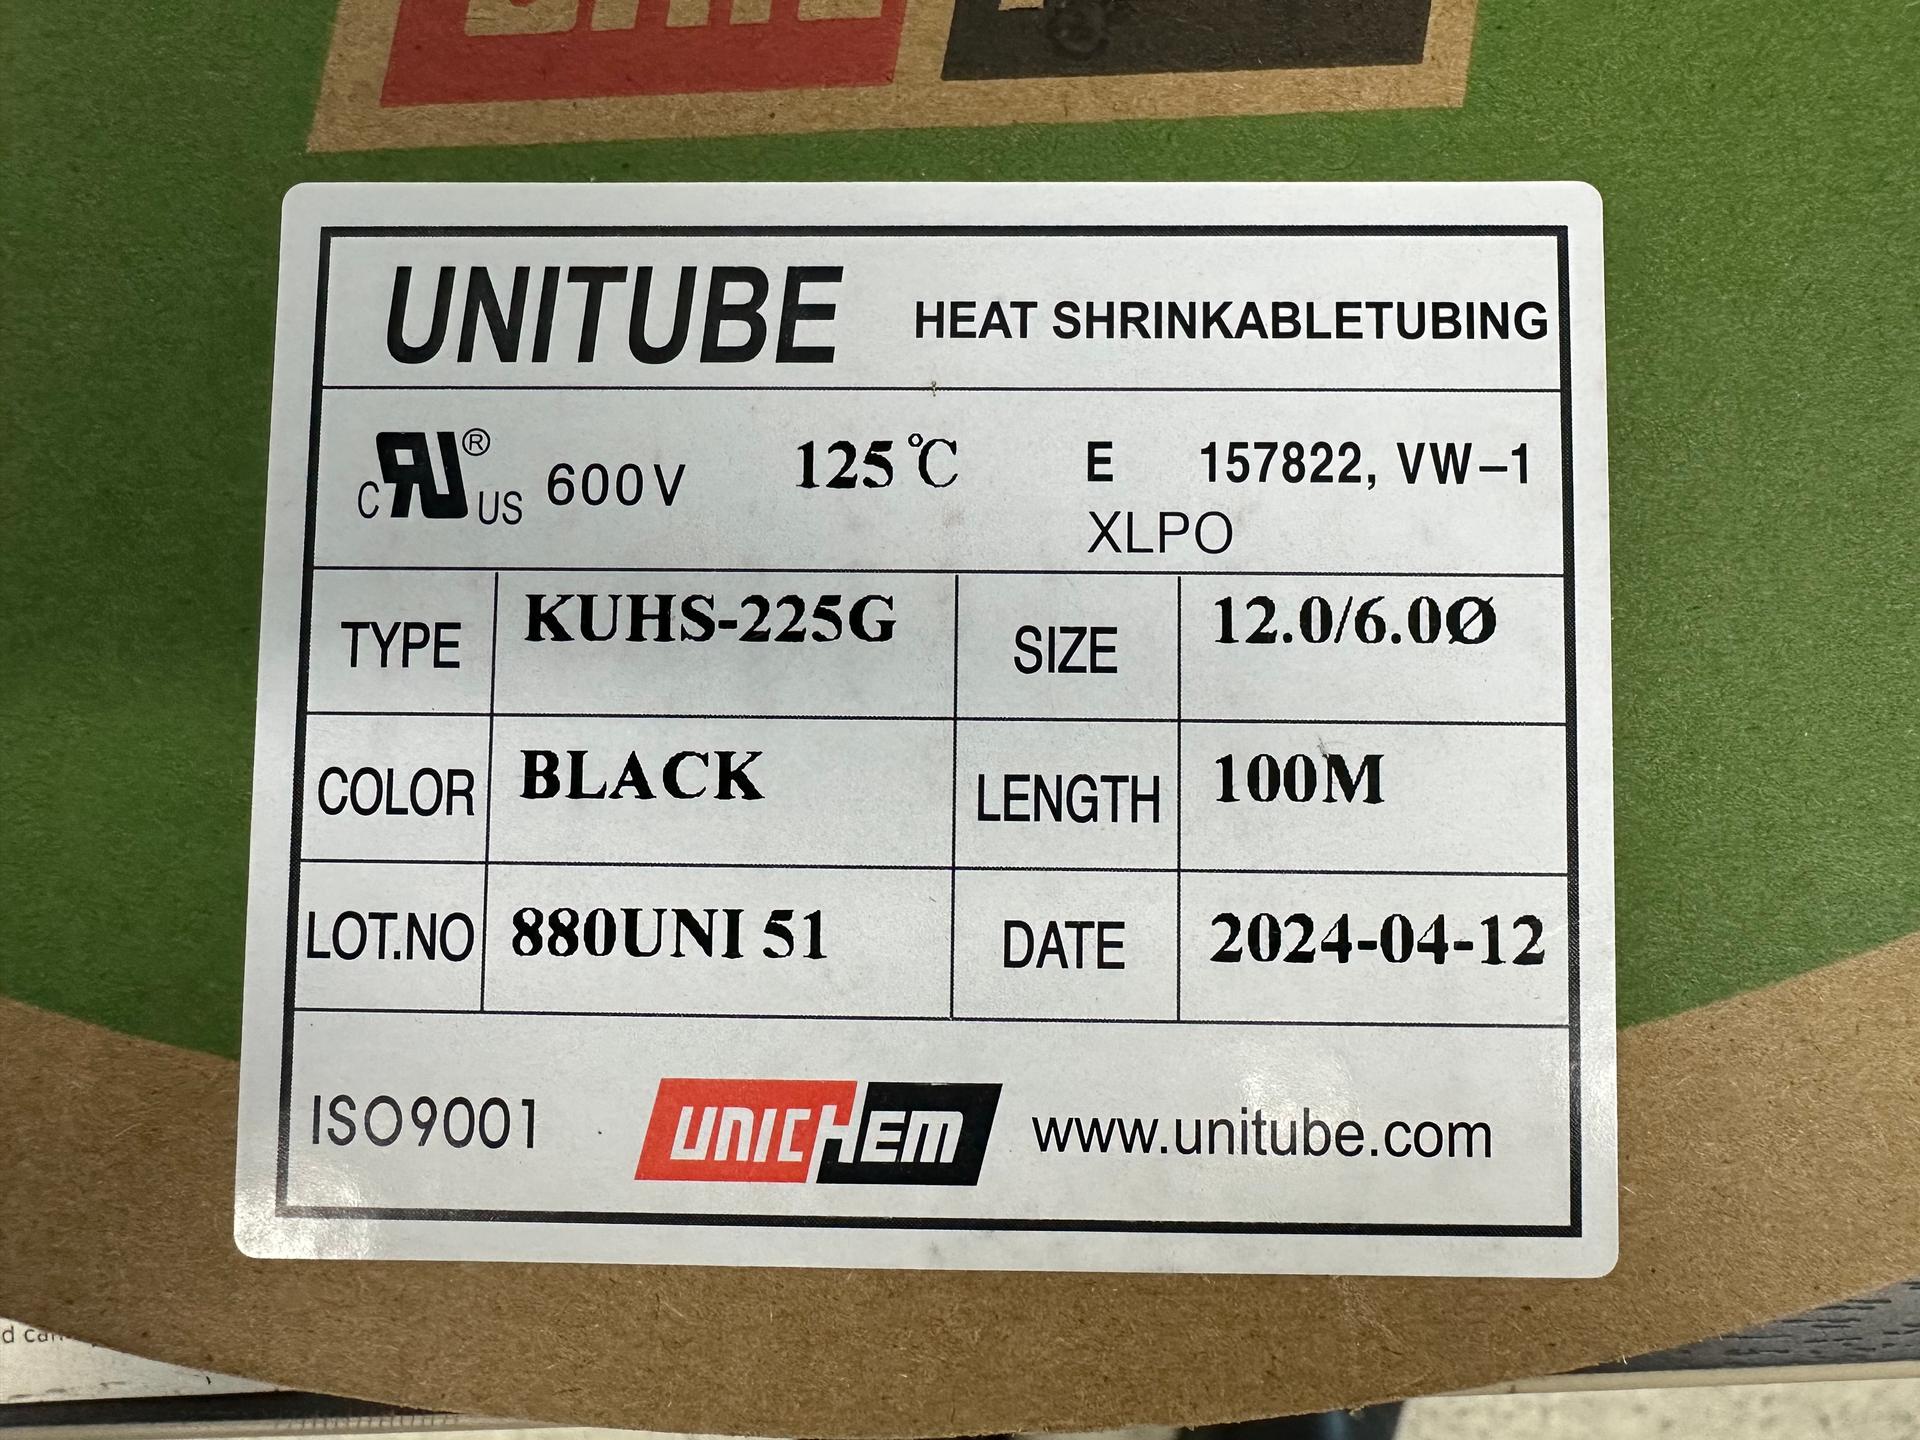 UNITUBE HEAT SHRINKABLETUBING
cRUus® 600V 125℃ E 157822, VW-1
XLPO
TYPE KUHS-225G SIZE 12.0/6.0Ø
COLOR BLACK LENGTH 100M
LOT.NO 880UNI 51 DATE 2024-04-12
ISO9001 UNICHEM www.unitube.com